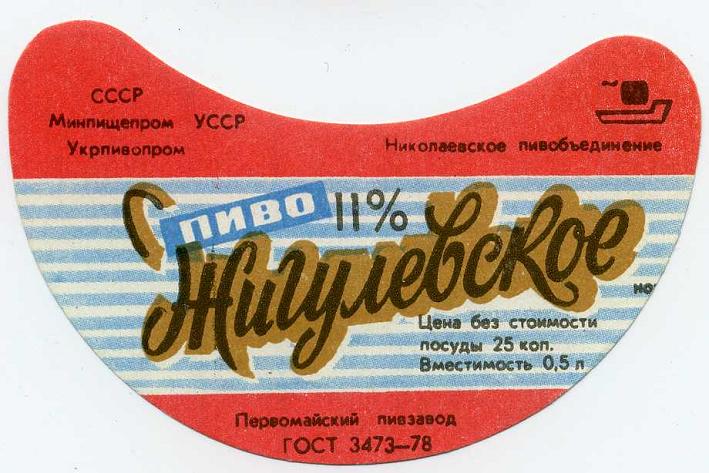 СССР
Минпищепром УССР
Укрпивопром
Николаевское пивобъединение
ПИВО 11%
Жигулевское
Цена без стоимости
посуды 25 коп.
Вместимость 0,5 л
Первомайский пивзавод
ГОСТ 3473—78